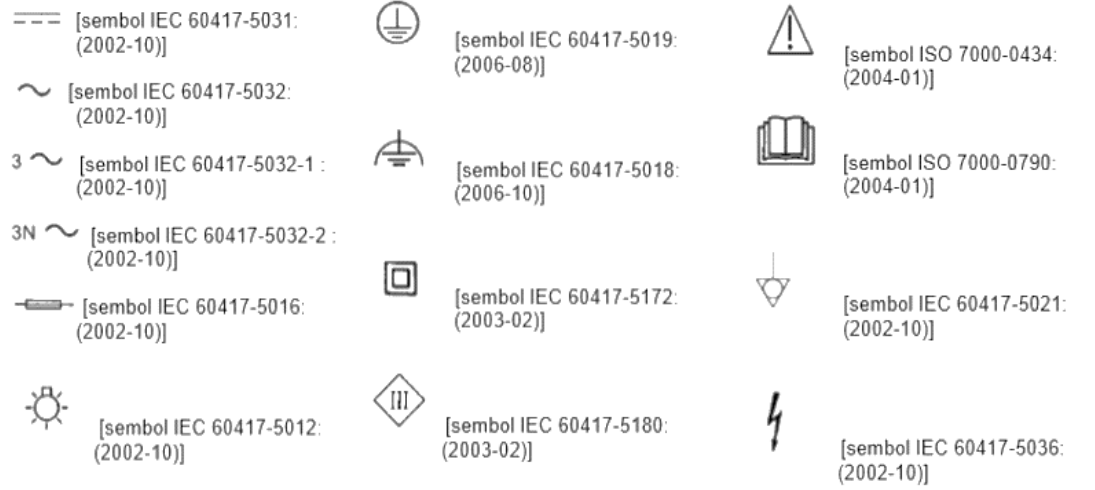 [sembol IEC 60417-5031:
(2002-10)]
[sembol IEC 60417-5032:
(2002-10)]
3 [sembol IEC 60417-5032-1 :
(2002-10)]
3N [sembol IEC 60417-5032-2 :
(2002-10)]
[sembol IEC 60417-5016:
(2002-10)]
[sembol IEC 60417-5012:
(2002-10)]
[sembol IEC 60417-5019:
(2006-08)]
[sembol IEC 60417-5018:
(2006-10)]
[sembol IEC 60417-5172:
(2003-02)]
[sembol IEC 60417-5180:
(2003-02)]
[sembol ISO 7000-0434:
(2004-01)]
[sembol ISO 7000-0790:
(2004-01)]
[sembol IEC 60417-5021:
(2002-10)]
[sembol IEC 60417-5036:
(2002-10)]